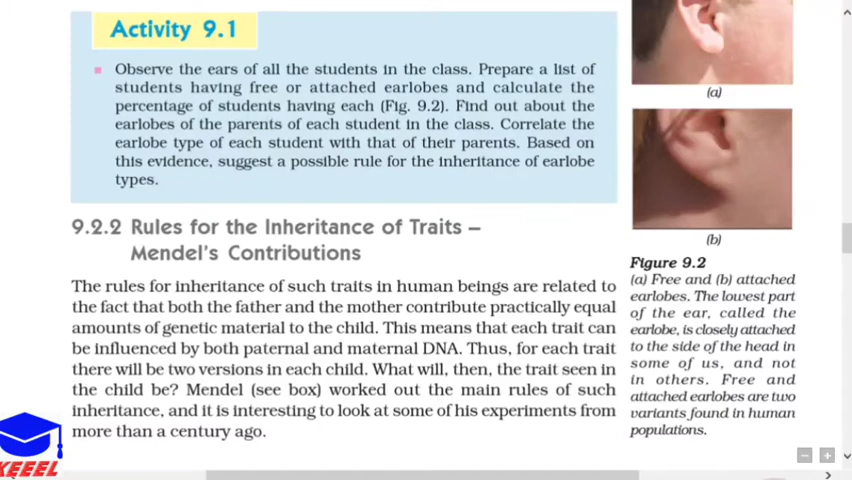 Activity 9.1
Observe the ears of all the students in the class. Prepare a list of
students having free or attached earlobes and calculate the
percentage of students having each (Fig. 9.2). Find out about the
earlobes of the parents of each student in the class. Correlate the
earlobe type of each student with that of their parents. Based on
this evidence, suggest a possible rule for the inheritance of earlobe
types.
9.2.2 Rules for the Inheritance of Traits –
Mendel's Contributions
The rules for inheritance of such traits in human beings are related to
the fact that both the father and the mother contribute practically equal
amounts of genetic material to the child. This means that each trait can
be influenced by both paternal and maternal DNA. Thus, for each trait
there will be two versions in each child. What will, then, the trait seen in
the child be? Mendel (see box) worked out the main rules of such
inheritance, and it is interesting to look at some of his experiments from
more than a century ago.
(a)
(b)
Figure 9.2
(a) Free and (b) attached
earlobes. The lowest part
of the ear, called the
earlobe, is closely attached
to the side of the head in
some of us, and not
in others. Free and
attached earlobes are two
variants found in human
populations.
KEEEL